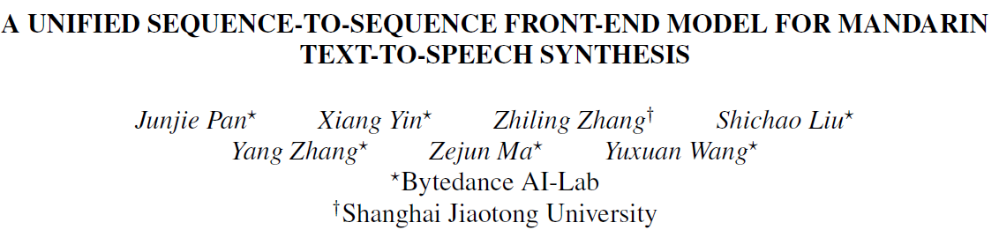 A UNIFIED SEQUENCE-TO-SEQUENCE FRONT-END MODEL FOR MANDARIN
TEXT-TO-SPEECH SYNTHESIS
Junjie Pan⋆ Xiang Yin⋆ Zhiling Zhang† Shichao Liu⋆
Yang Zhang⋆ Zejun Ma⋆ Yuxuan Wang⋆
⋆Bytedance AI-Lab
†Shanghai Jiaotong University